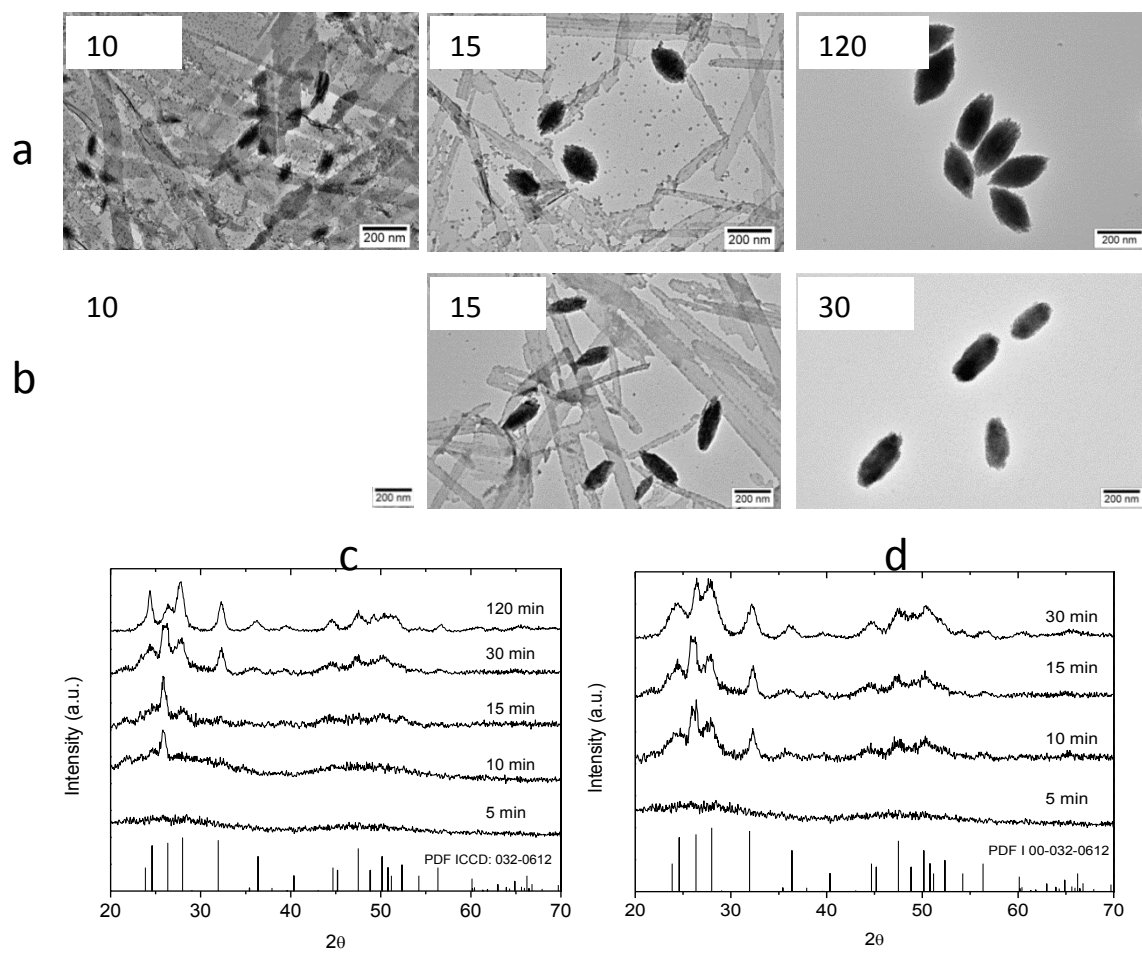 10
15
120
a
200 nm
200 nm
200 nm
10
15
30
b
200 nm
200 nm
200 nm
c
d
120 min
30 min
15 min
10 min
5 min
PDF ICCD: 032-0612
Intensity (a.u.)
20 30 40 50 60 70
2θ
30 min
15 min
10 min
5 min
PDF I 00-032-0612
Intensity (a.u.)
20 30 40 50 60 70
2θ